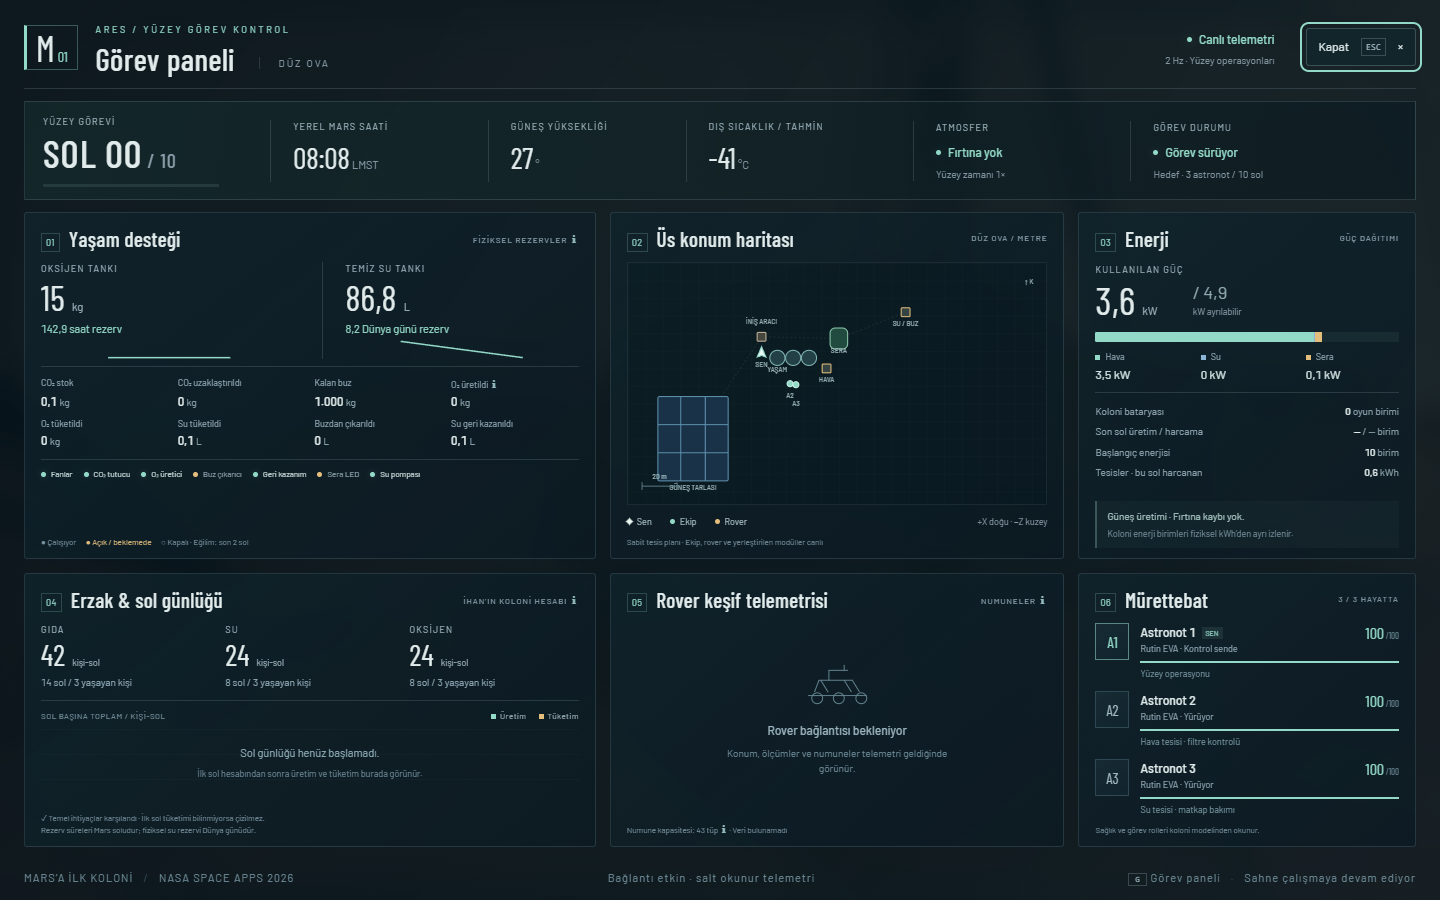 M 01
ARES / YÜZEY GÖREV KONTROL
Görev paneli
DÜZ OVA
Canlı telemetri
2 Hz · Yüzey operasyonları
Kapat ESC ×
YÜZEY GÖREVİ
SOL 00 / 10
YEREL MARS SAATİ
08:08 LMST
GÜNEŞ YÜKSEKLİĞİ
27 °
DIŞ SICAKLIK / TAHMİN
-41 °C
ATMOSFER
Fırtına yok
Yüzey zamanı 1×
GÖREV DURUMU
Görev sürüyor
Hedef · 3 astronot / 10 sol
01 Yaşam desteği
FİZİKSEL REZERVLER ℹ
OKSİJEN TANKI
15 kg
142,9 saat rezerv
TEMİZ SU TANKI
86,8 L
8,2 Dünya günü rezerv
CO₂ stok
0,1 kg
CO₂ uzaklaştırıldı
0 kg
Kalan buz
1.000 kg
O₂ üretildi ℹ
0 kg
O₂ tüketildi
0 kg
Su tüketildi
0,1 L
Buzdan çıkarıldı
0 L
Su geri kazanıldı
0,1 L
Fanlar CO₂ tutucu O₂ üretici Buz çıkarıcı Geri kazanım Sera LED Su pompası
● Çalışıyor ● Açık / beklemede ○ Kapalı · Eğilim: son 2 sol
02 Üs konum haritası
DÜZ OVA / METRE
↑ K
İNİŞ ARACI
SU / BUZ
SERA
SEN
YAŞAM
HAVA
A2
A3
20 m
GÜNEŞ TARLASI
Sen Ekip Rover
+X doğu · −Z kuzey
Sabit tesis planı · Ekip, rover ve yerleştirilen modüller canlı
03 Enerji
GÜÇ DAĞITIMI
KULLANILAN GÜÇ
3,6 kW
/ 4,9
kW ayrılabilir
Hava
3,5 kW
Su
0 kW
Sera
0,1 kW
Koloni bataryası 0 oyun birimi
Son sol üretim / harcama — / — birim
Başlangıç enerjisi 10 birim
Tesisler · bu sol harcanan 0,6 kWh
Güneş üretimi · Fırtına kaybı yok.
Koloni enerji birimleri fiziksel kWh'den ayrı izlenir.
04 Erzak & sol günlüğü
İHAN'IN KOLONİ HESABI ℹ
GIDA
42 kişi-sol
14 sol / 3 yaşayan kişi
SU
24 kişi-sol
8 sol / 3 yaşayan kişi
OKSİJEN
24 kişi-sol
8 sol / 3 yaşayan kişi
SOL BAŞINA TOPLAM / KİŞİ-SOL
Üretim Tüketim
Sol günlüğü henüz başlamadı.
İlk sol hesabından sonra üretim ve tüketim burada görünür.
✓ Temel ihtiyaçlar karşılandı · İlk sol tüketimi bilinmiyorsa çizilmez.
Rezerv süreleri Mars soludur; fiziksel su rezervi Dünya günüdür.
05 Rover keşif telemetrisi
NUMUNELER ℹ
Rover bağlantısı bekleniyor
Konum, ölçümler ve numuneler telemetri geldiğinde
görünür.
Numune kapasitesi: 43 tüp ℹ · Veri bulunamadı
06 Mürettebat
3 / 3 HAYATTA
A1
Astronot 1 SEN
100 /100
Rutin EVA · Kontrol sende
Yüzey operasyonu
A2
Astronot 2
100 /100
Rutin EVA · Yürüyor
Hava tesisi · filtre kontrolü
A3
Astronot 3
100 /100
Rutin EVA · Yürüyor
Su tesisi · matkap bakımı
Sağlık ve görev rolleri koloni modelinden okunur.
MARS'A İLK KOLONİ / NASA SPACE APPS 2026
Bağlantı etkin · salt okunur telemetri
G Görev paneli · Sahne çalışmaya devam ediyor